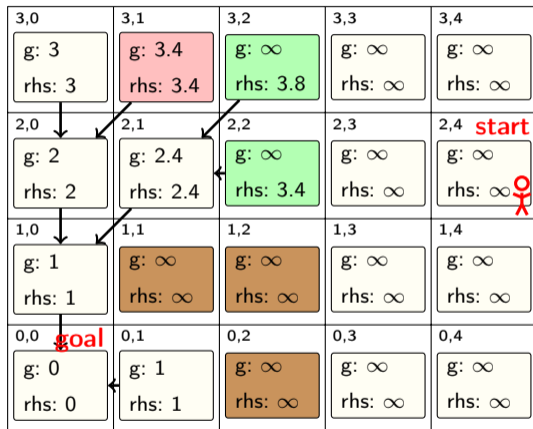 3,0 3,1 3,2 3,3 3,4
g: 3 g: 3.4 g: ∞ g: ∞ g: ∞
rhs: 3 rhs: 3.4 rhs: 3.8 rhs: ∞ rhs: ∞
2,0 2,1 2,2 2,3 2,4 start
g: 2 g: 2.4 g: ∞ g: ∞ g: ∞
rhs: 2 rhs: 2.4 rhs: 3.4 rhs: ∞ rhs: ∞
1,0 1,1 1,2 1,3 1,4
g: 1 g: ∞ g: ∞ g: ∞ g: ∞
rhs: 1 rhs: ∞ rhs: ∞ rhs: ∞ rhs: ∞
0,0 goal 0,1 0,2 0,3 0,4
g: 0 g: 1 g: ∞ g: ∞ g: ∞
rhs: 0 rhs: 1 rhs: ∞ rhs: ∞ rhs: ∞